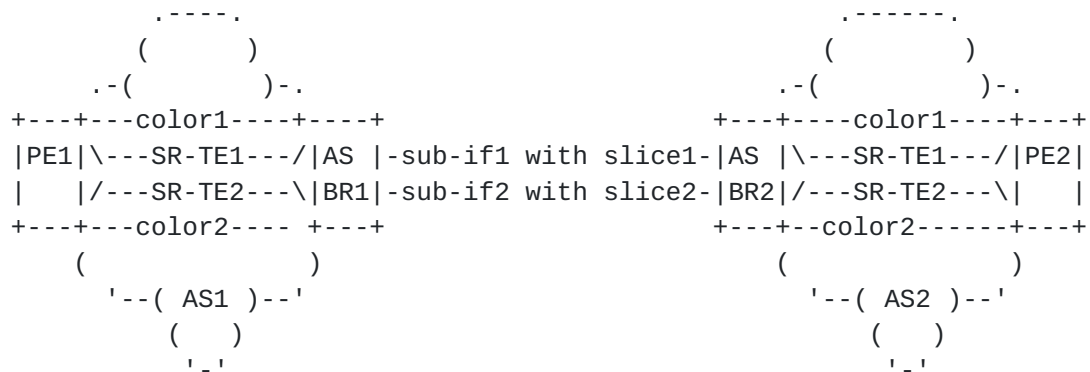 .----.                                      .------.
         (      )                                    (        )
      .-(        )-.                              .-(          )-.
+---+---color1----+----+                      +---+----color1----+---+
|PE1|\---SR-TE1---/|AS |-sub-if1 with slice1-|AS |\---SR-TE1---/|PE2|
|   |/---SR-TE2---\|BR1|-sub-if2 with slice2-|BR2|/---SR-TE2---\|   |
+---+---color2---- +---+                      +---+--color2------+---+
    (              )                              (              )
      '--( AS1 )--'                                 '--( AS2 )--'
          (   )                                         (   )
           '-'                                           '-'